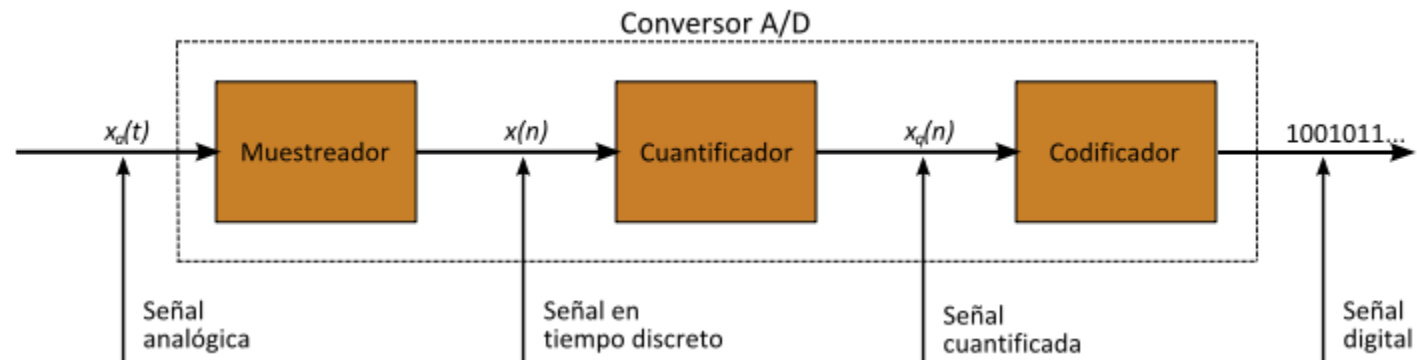 Conversor A/D
xa(t)
x(n)
xq(n)
1001011...
Muestreador
Cuantificador
Codificador
Señal
analógica
Señal en
tiempo discreto
Señal
cuantificada
Señal
digital